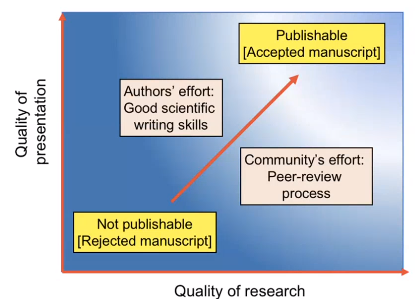 Publishable
[Accepted manuscript]
Authors' effort:
Good scientific
writing skills
Quality of
presentation
Community's effort:
Peer-review
process
Not publishable
[Rejected manuscript]
Quality of research